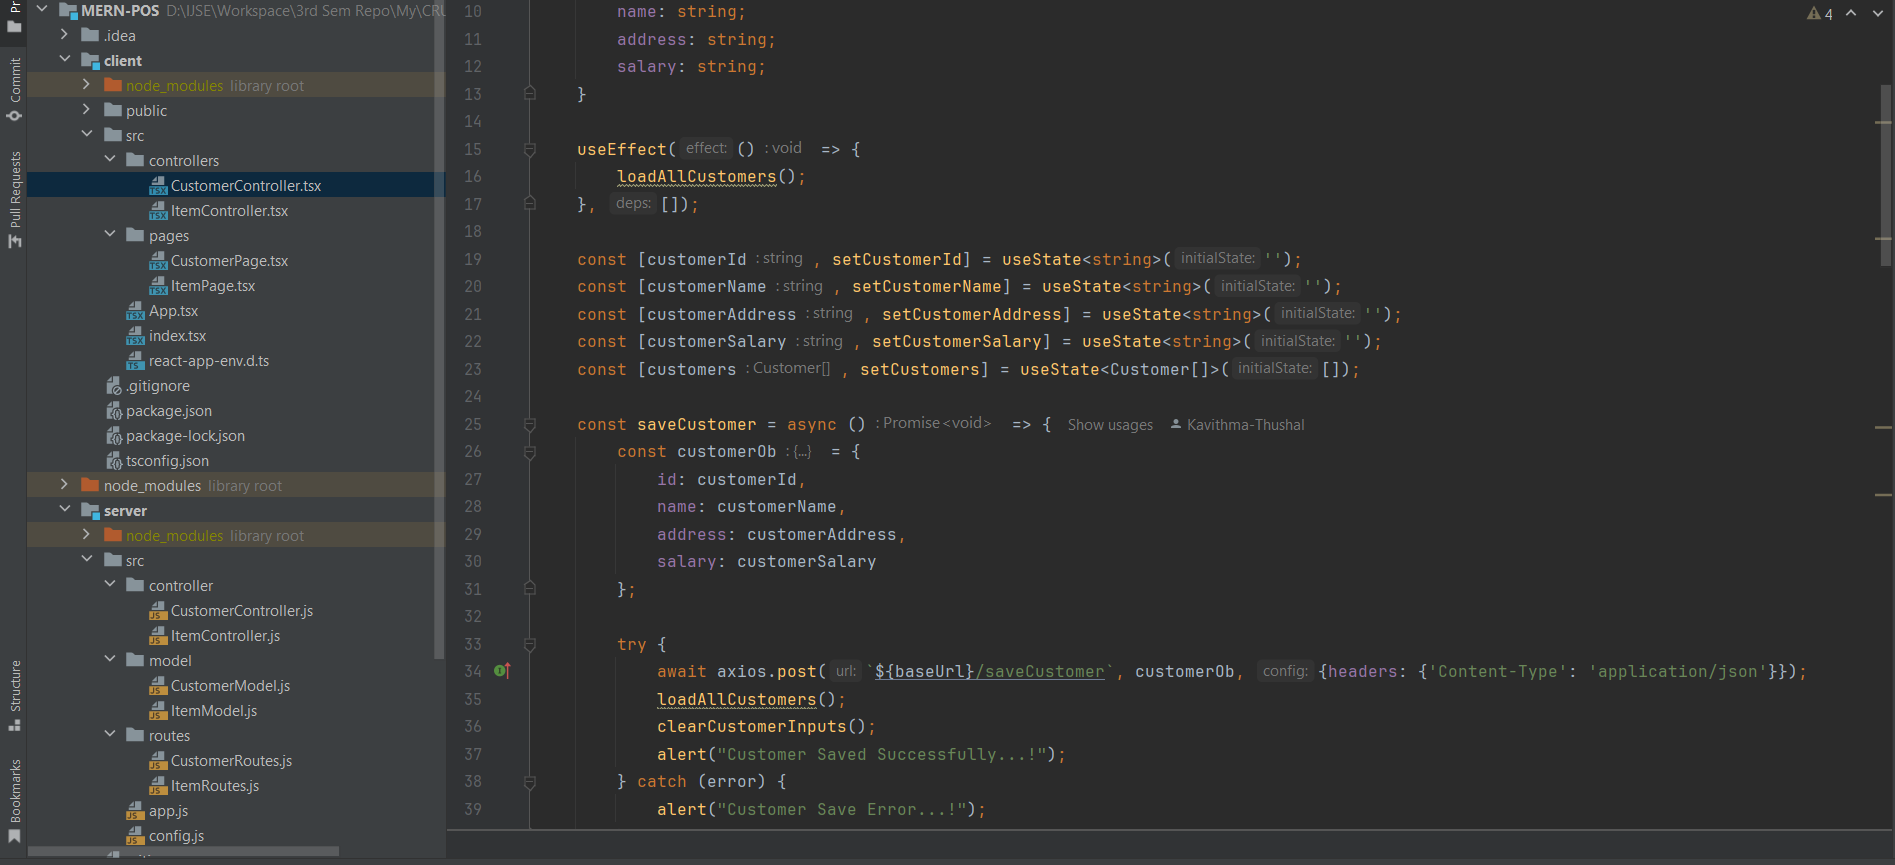 MERN-POS D:\IJSE\Workspace\3rd Sem Repo\My\CRU
.idea
client
node_modules library root
public
src
controllers
CustomerController.tsx
ItemController.tsx
pages
CustomerPage.tsx
ItemPage.tsx
App.tsx
index.tsx
react-app-env.d.ts
.gitignore
package.json
package-lock.json
tsconfig.json
node_modules library root
server
node_modules library root
src
controller
CustomerController.js
ItemController.js
model
CustomerModel.js
ItemModel.js
routes
CustomerRoutes.js
ItemRoutes.js
app.js
config.js
Commit
Pull Requests
Structure
Bookmarks
4
10 name: string;
11 address: string;
12 salary: string;
13 }
14
15 useEffect( effect: () : void => {
16 loadAllCustomers();
17 }, deps: []);
18
19 const [customerId : string , setCustomerId] = useState<string>( initialState: '');
20 const [customerName : string , setCustomerName] = useState<string>( initialState: '');
21 const [customerAddress : string , setCustomerAddress] = useState<string>( initialState: '');
22 const [customerSalary : string , setCustomerSalary] = useState<string>( initialState: '');
23 const [customers : Customer[] , setCustomers] = useState<Customer[]>( initialState: []);
24
25 const saveCustomer = async () : Promise<void> => { Show usages Kavithma-Thushal
26 const customerOb : {...} = {
27 id: customerId,
28 name: customerName,
29 address: customerAddress,
30 salary: customerSalary
31 };
32
33 try {
34 await axios.post( url: `${baseUrl}/saveCustomer`, customerOb, config: {headers: {'Content-Type': 'application/json'}});
35 loadAllCustomers();
36 clearCustomerInputs();
37 alert("Customer Saved Successfully...!");
38 } catch (error) {
39 alert("Customer Save Error...!");